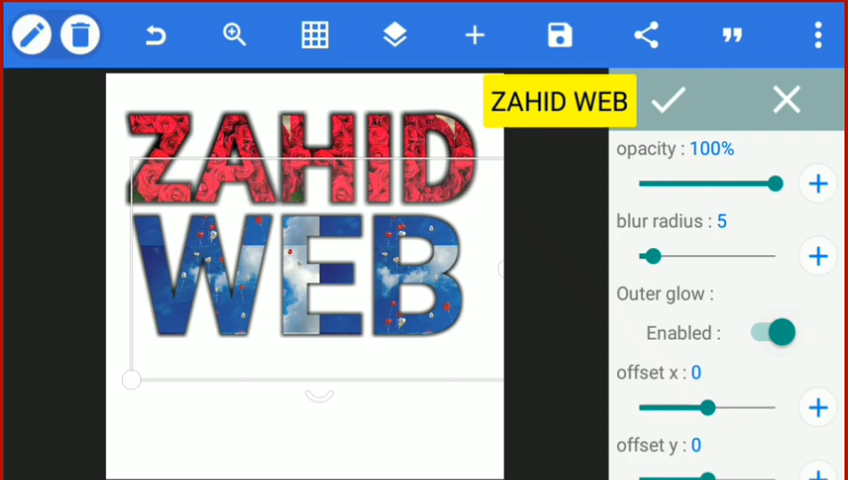 ZAHID WEB
ZAHID
WEB
opacity : 100%
blur radius : 5
Outer glow :
Enabled :
offset x : 0
offset y : 0